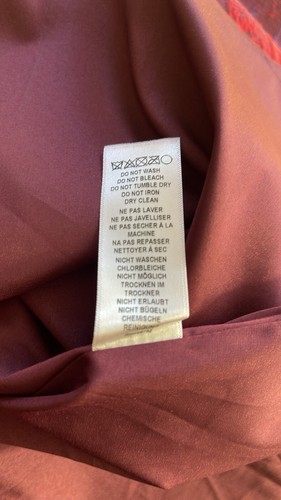 DO NOT WASH
DO NOT BLEACH
DO NOT TUMBLE DRY
DO NOT IRON
DRY CLEAN
NE PAS LAVER
NE PAS JAVELLISER
NE PAS SECHER Á LA
MACHINE
NA PAS REPASSER
NETTOYER Á SEC
NICHT WASCHEN
CHLORBLEICHE
NICHT MÖGLICH
TROCKNEN IM
TROCKNER
NICHT ERLAUBT
NICHT BÜGELN
CHEMISCHE